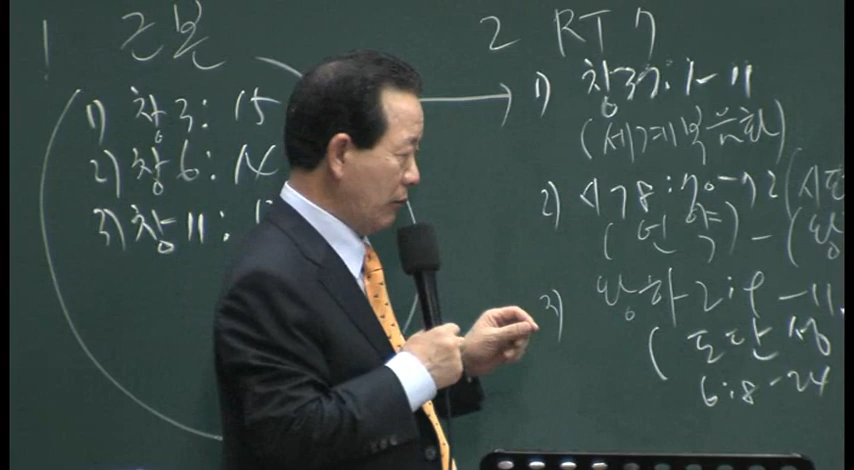 1 근본
1) 창3:15
2) 창6:14
3) 창11:
2 RT 7
1) 창37:1-11
(세계복음화)
2) 시78:70-72 (
(언약) - (
3) 왕하2:9-11
(도단성
6:8-24